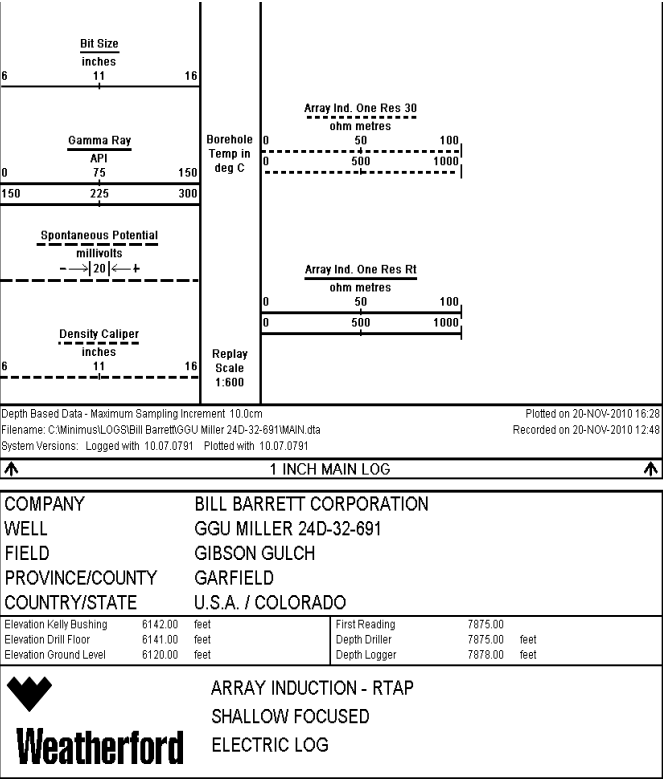 Bit Size
inches
6 11 16
Gamma Ray
API
0 75 150
150 225 300
Spontaneous Potential
millivolts
- 20 +
Density Caliper
inches
6 11 16
Borehole
Temp in
deg C
Replay
Scale
1:600
Array Ind. One Res 30
ohm metres
0 50 100
0 500 1000
Array Ind. One Res Rt
ohm metres
0 50 100
0 500 1000
Depth Based Data - Maximum Sampling Increment 10.0cm Plotted on 20-NOV-2010 16:28
Filename: C:\Minimus\LOGS\Bill Barrett\GGU Miller 24D-32-691\MAIN.dta Recorded on 20-NOV-2010 12:48
System Versions: Logged with 10.07.0791 Plotted with 10.07.0791
1 INCH MAIN LOG
COMPANY BILL BARRETT CORPORATION
WELL GGU MILLER 24D-32-691
FIELD GIBSON GULCH
PROVINCE/COUNTY GARFIELD
COUNTRY/STATE U.S.A. / COLORADO
Elevation Kelly Bushing 6142.00 feet First Reading 7875.00
Elevation Drill Floor 6141.00 feet Depth Driller 7875.00 feet
Elevation Ground Level 6120.00 feet Depth Logger 7878.00 feet
ARRAY INDUCTION - RTAP
SHALLOW FOCUSED
ELECTRIC LOG
Weatherford